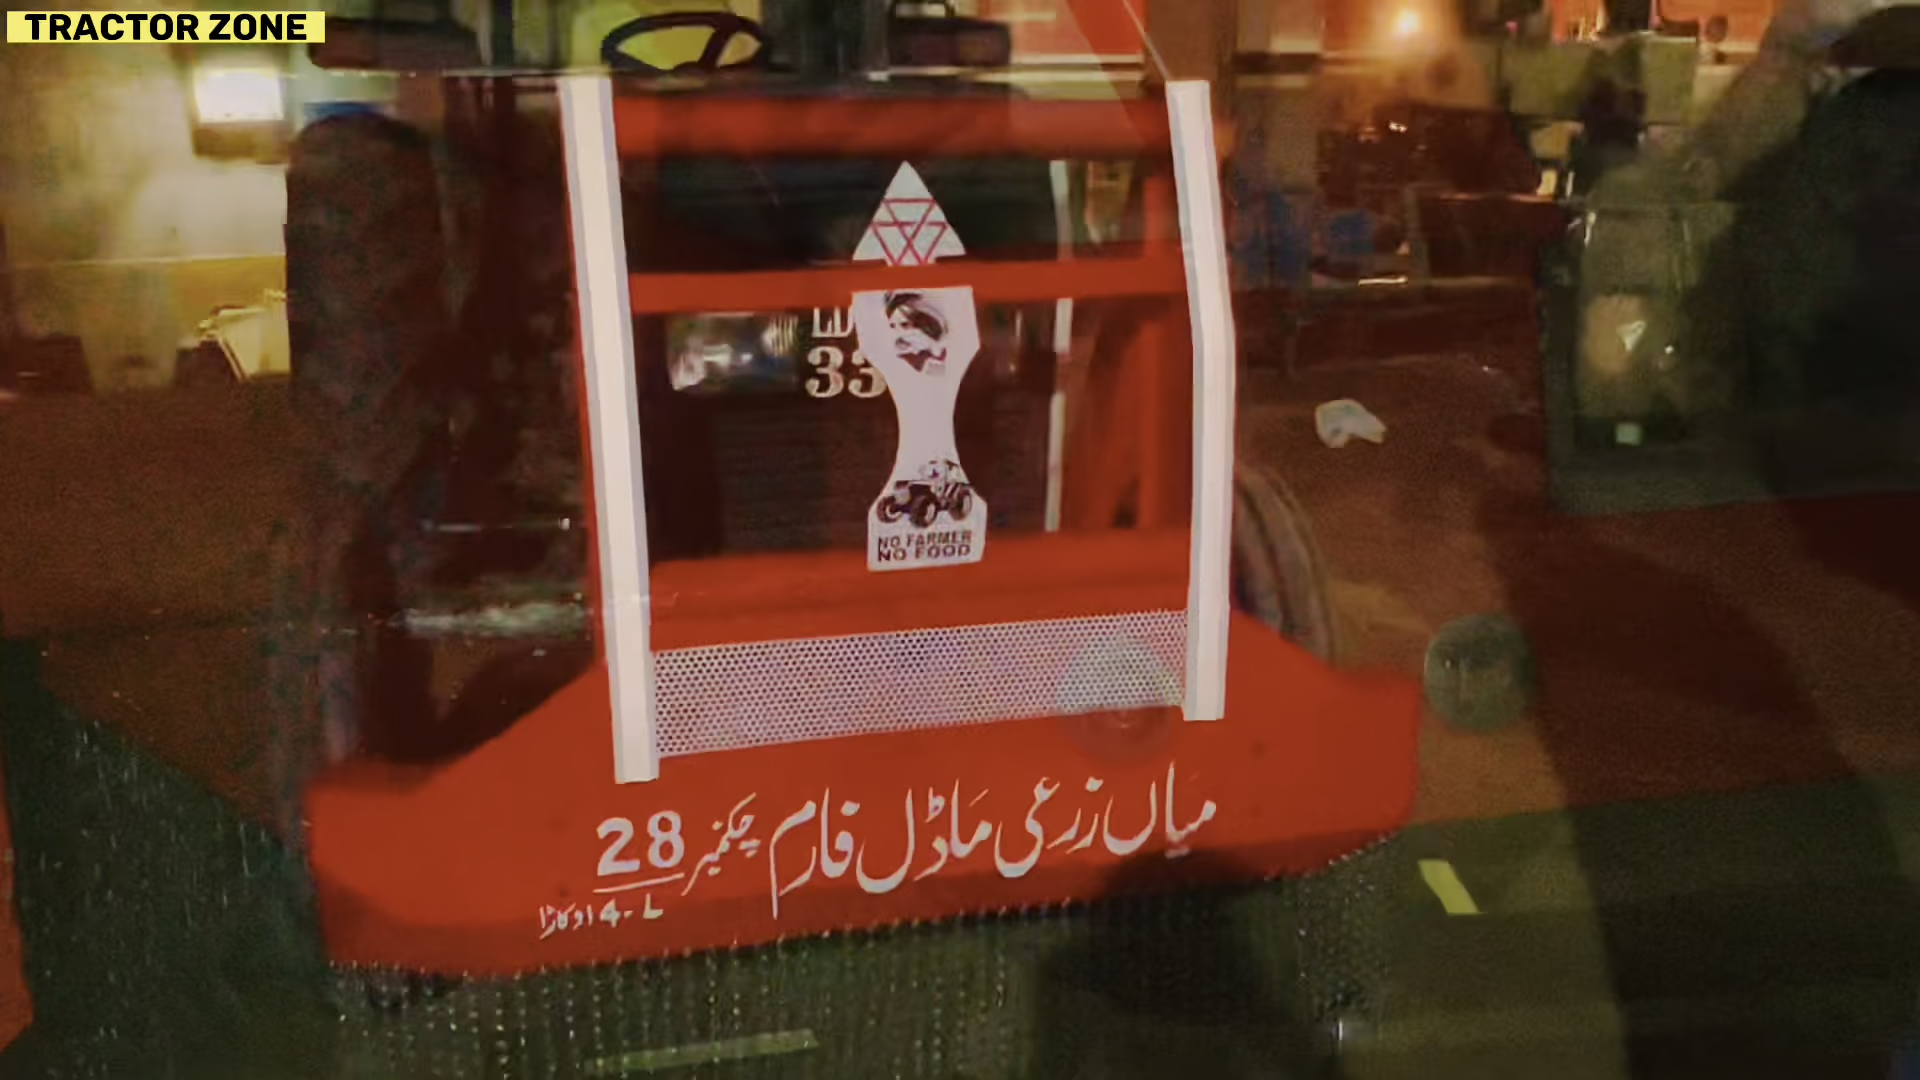 TRACTOR ZONE
33
NO FARMER
NO FOOD
میاں زرعی ماڈل فارم چکنمبر 28
4-L اوکاڑا